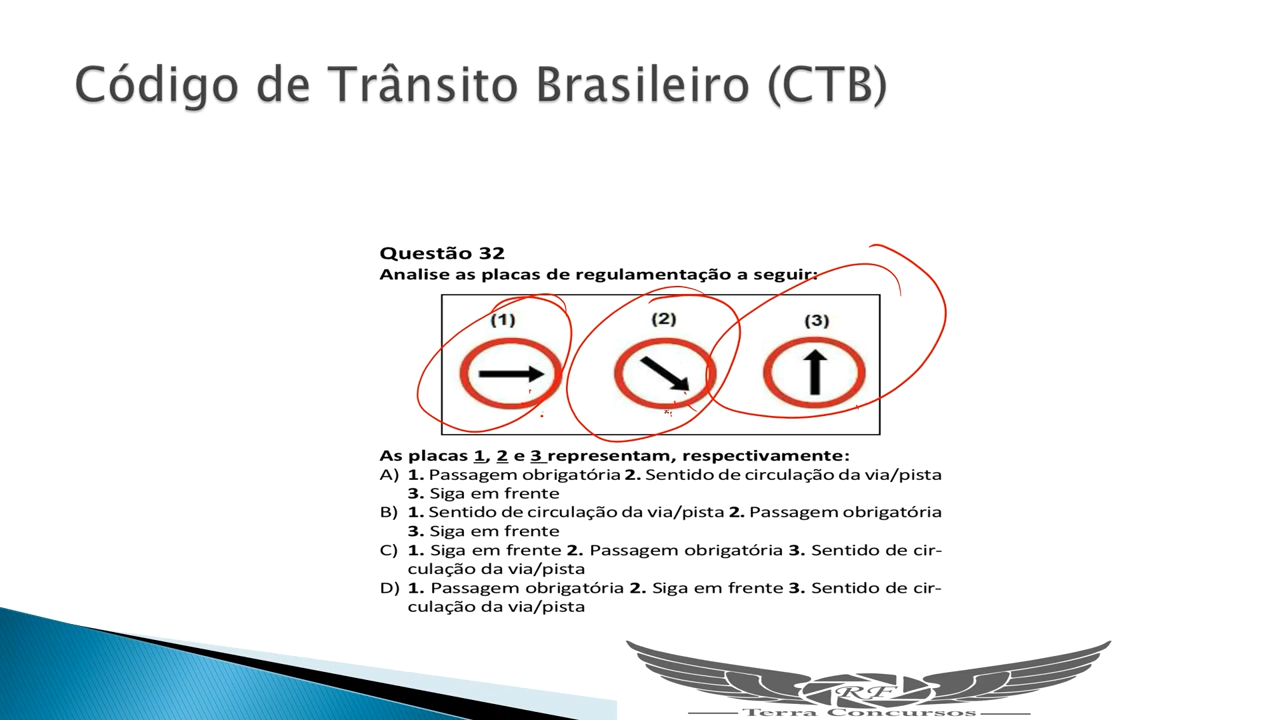 Código de Trânsito Brasileiro (CTB)
Questão 32
Analise as placas de regulamentação a seguir:
(1) (2) (3)
As placas 1, 2 e 3 representam, respectivamente:
A) 1. Passagem obrigatória 2. Sentido de circulação da via/pista
3. Siga em frente
B) 1. Sentido de circulação da via/pista 2. Passagem obrigatória
3. Siga em frente
C) 1. Siga em frente 2. Passagem obrigatória 3. Sentido de cir-
culação da via/pista
D) 1. Passagem obrigatória 2. Siga em frente 3. Sentido de cir-
culação da via/pista
RF
Terra Concursos